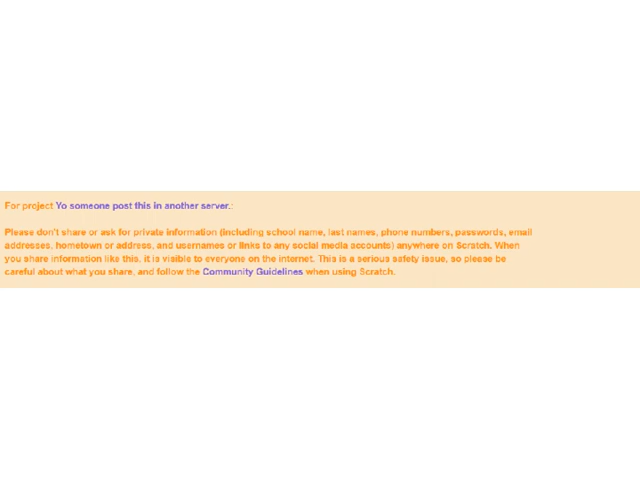 For project Yo someone post this in another server.:
Please don't share or ask for private information (including school name, last names, phone numbers, passwords, email
addresses, hometown or address, and usernames or links to any social media accounts) anywhere on Scratch. When
you share information like this, it is visible to everyone on the internet. This is a serious safety issue, so please be
careful about what you share, and follow the Community Guidelines when using Scratch.